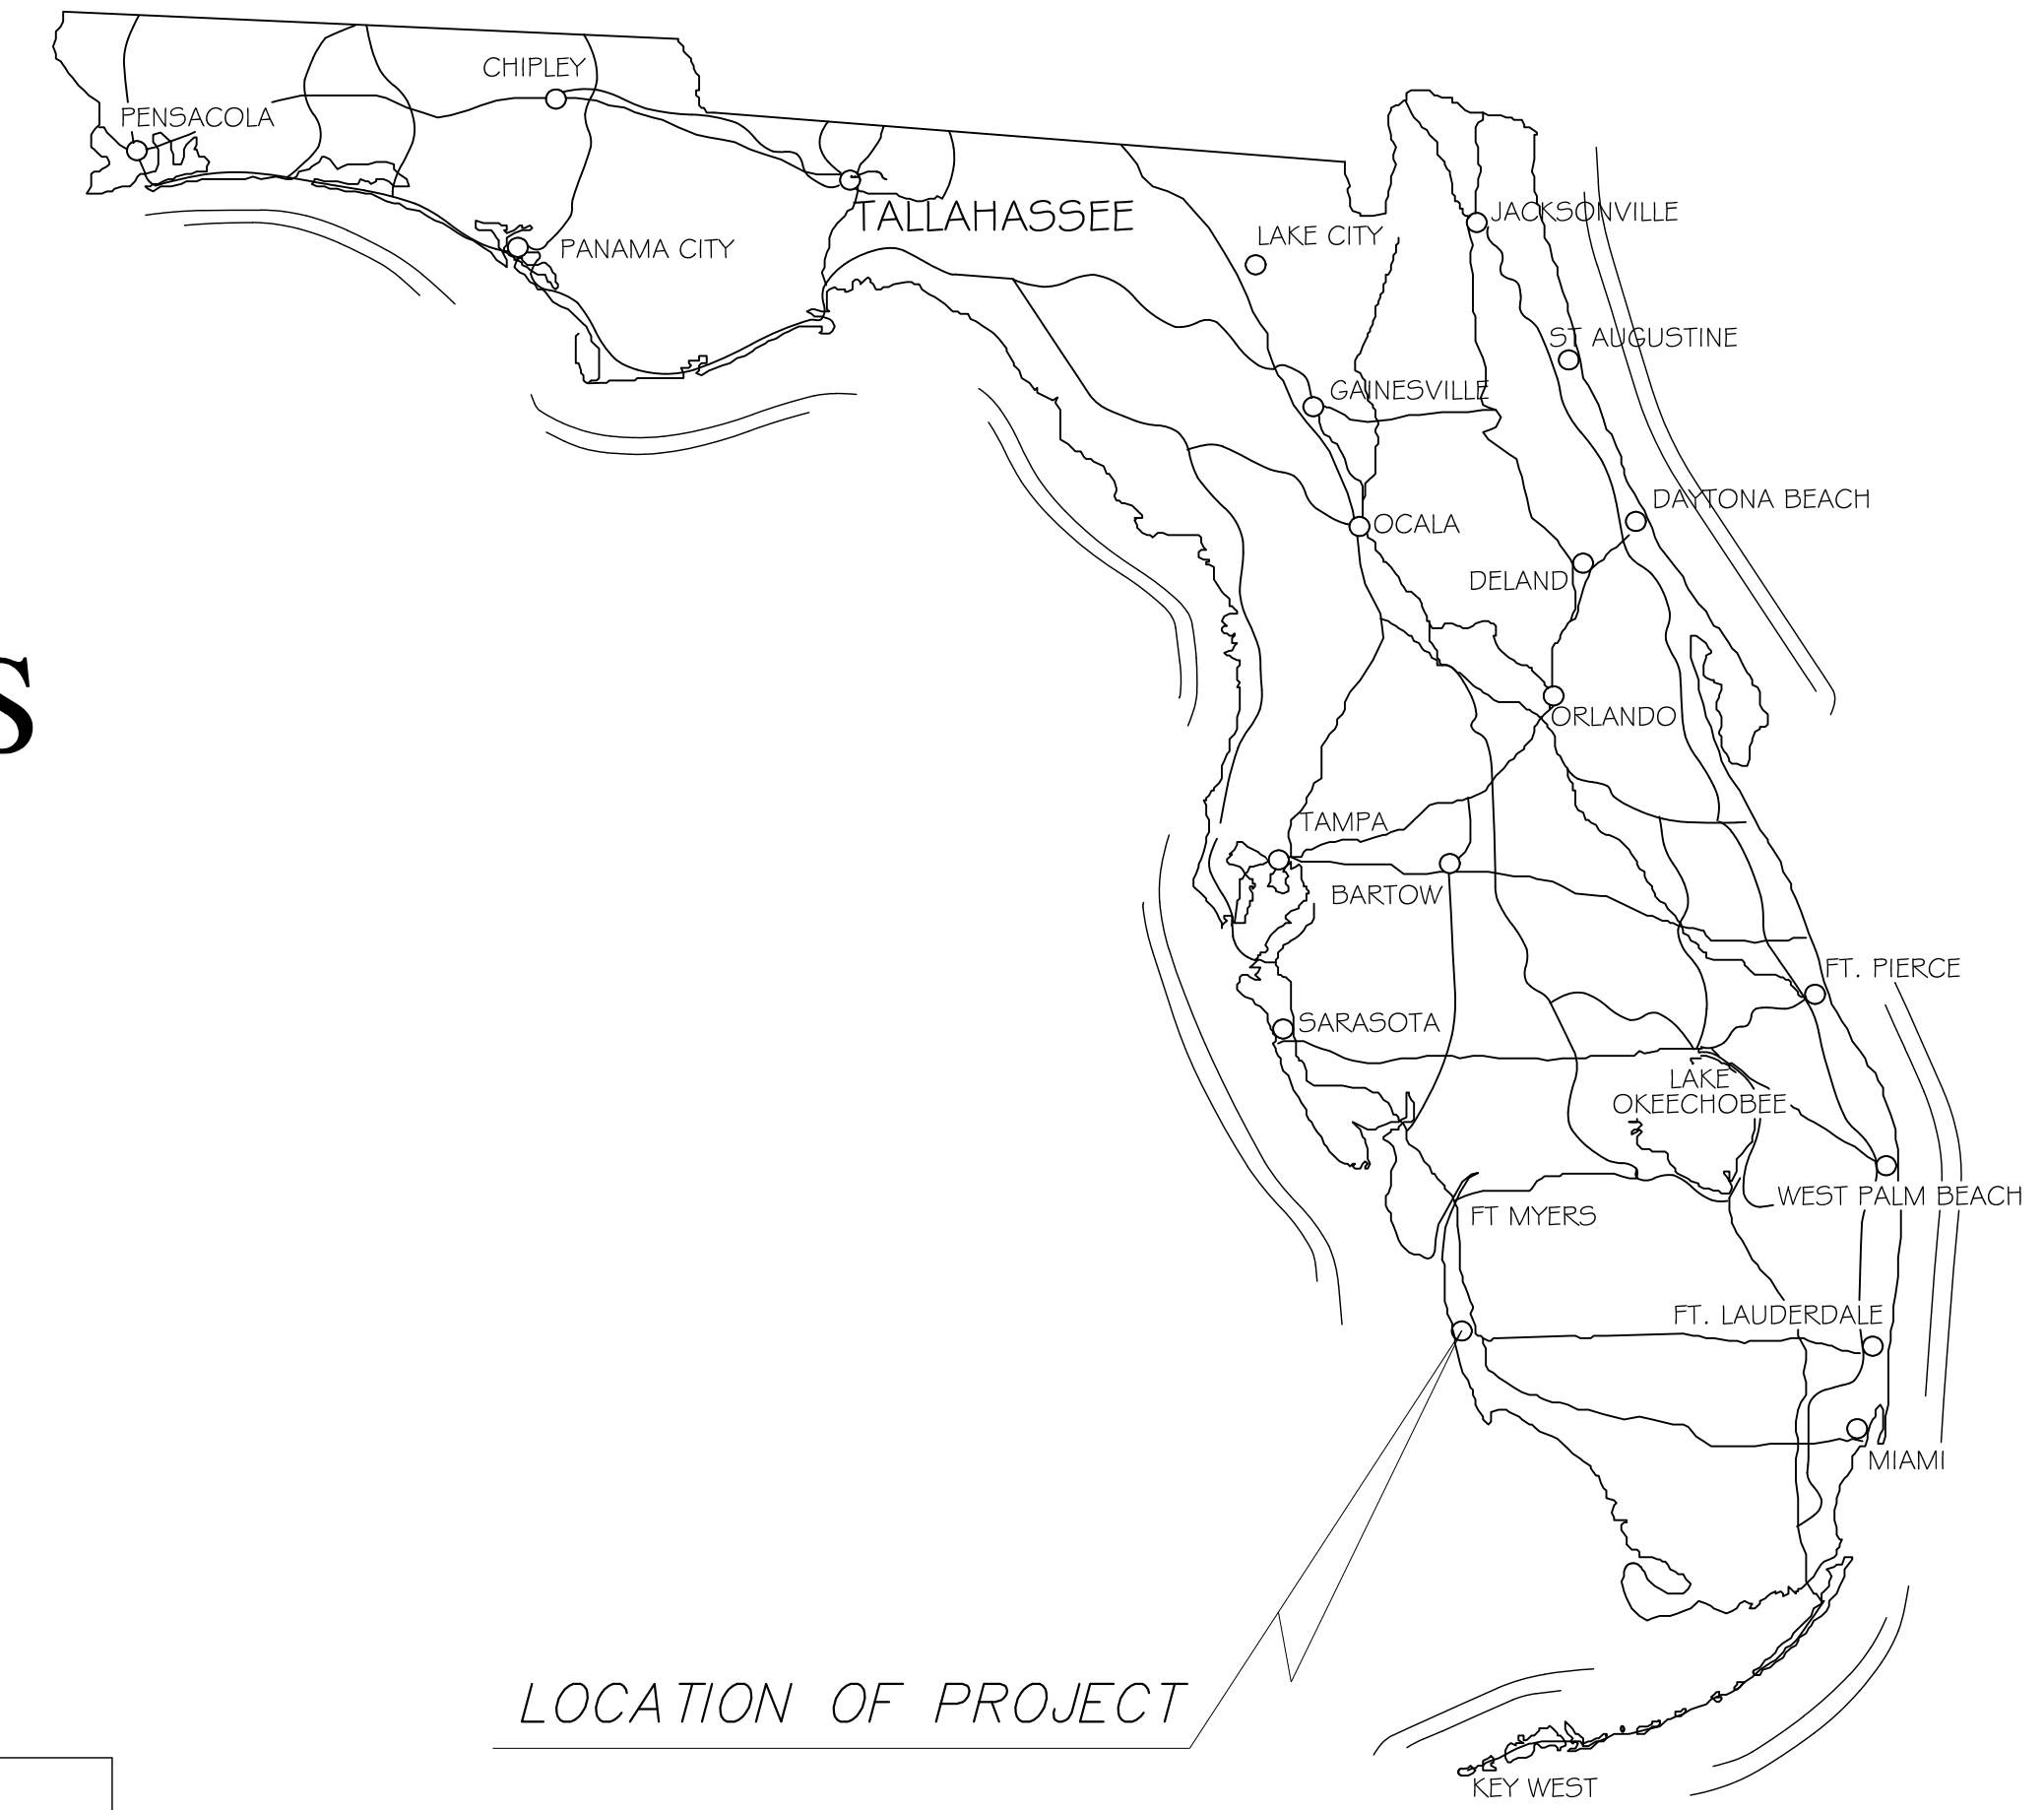 CHIPLEY
PENSACOLA
TALLAHASSEE
JACKSONVILLE
LAKE CITY
PANAMA CITY
ST AUGUSTINE
GAINESVILLE
DAYTONA BEACH
OCALA
DELAND
S
ORLANDO
TAMPA
BARTOW
FT. PIERCE
SARASOTA
LAKE
OKEECHOBEE
WEST PALM BEACH
FT MYERS
FT. LAUDERDALE
MIAMI
LOCATION OF PROJECT
KEY WEST